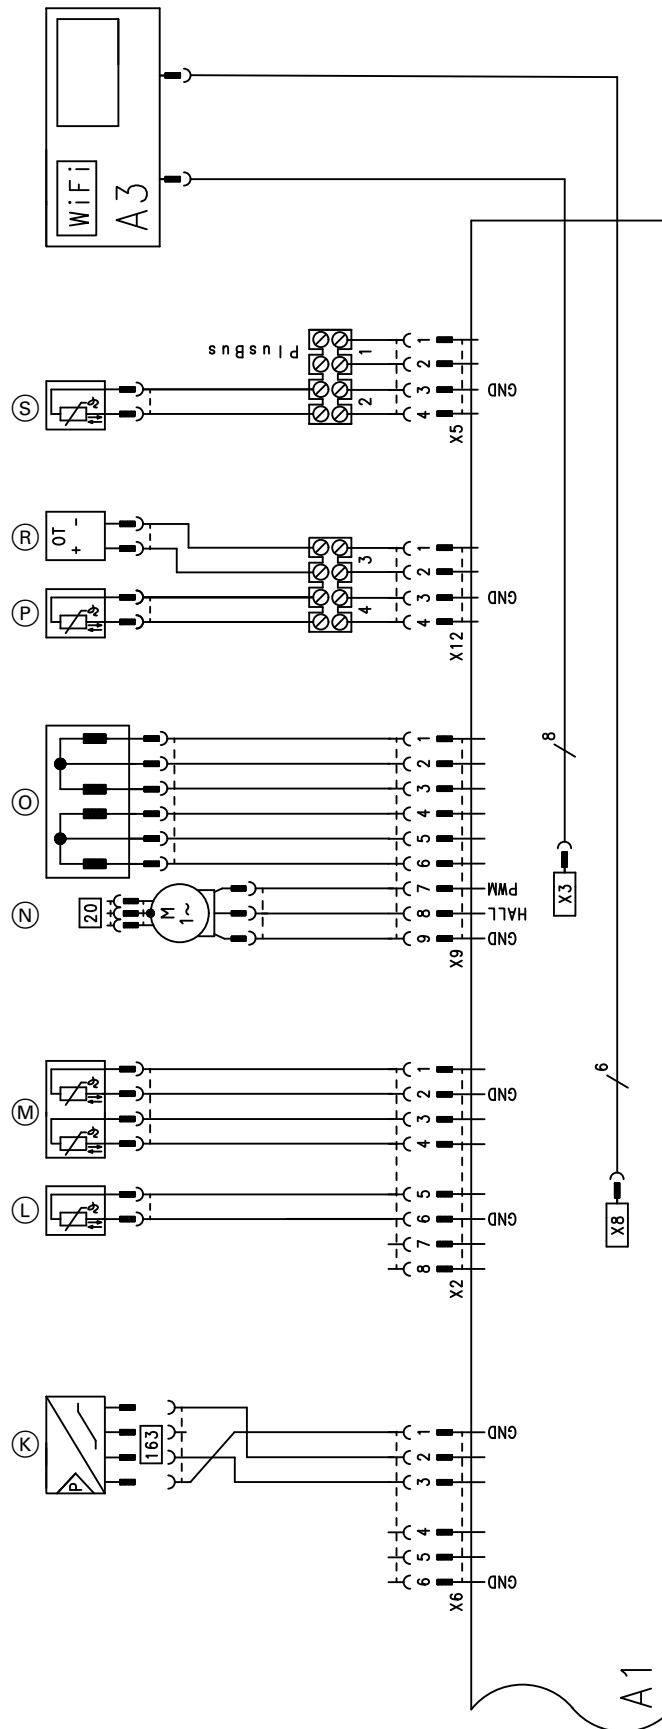 WiFi
A3
PlusBus
S
1
2
1
2
3
4
GND
X5
R
OT
+ -
P
3
4
1
2
3
4
GND
X12
O
1
2
3
4
5
6
7
8
9
PWM
HALL
GND
X9
N
20
M
1~
8
X3
M
1
2
3
4
GND
L
5
6
7
8
GND
X2
6
X8
K
P
163
1
2
3
4
5
6
GND
GND
X6
A1